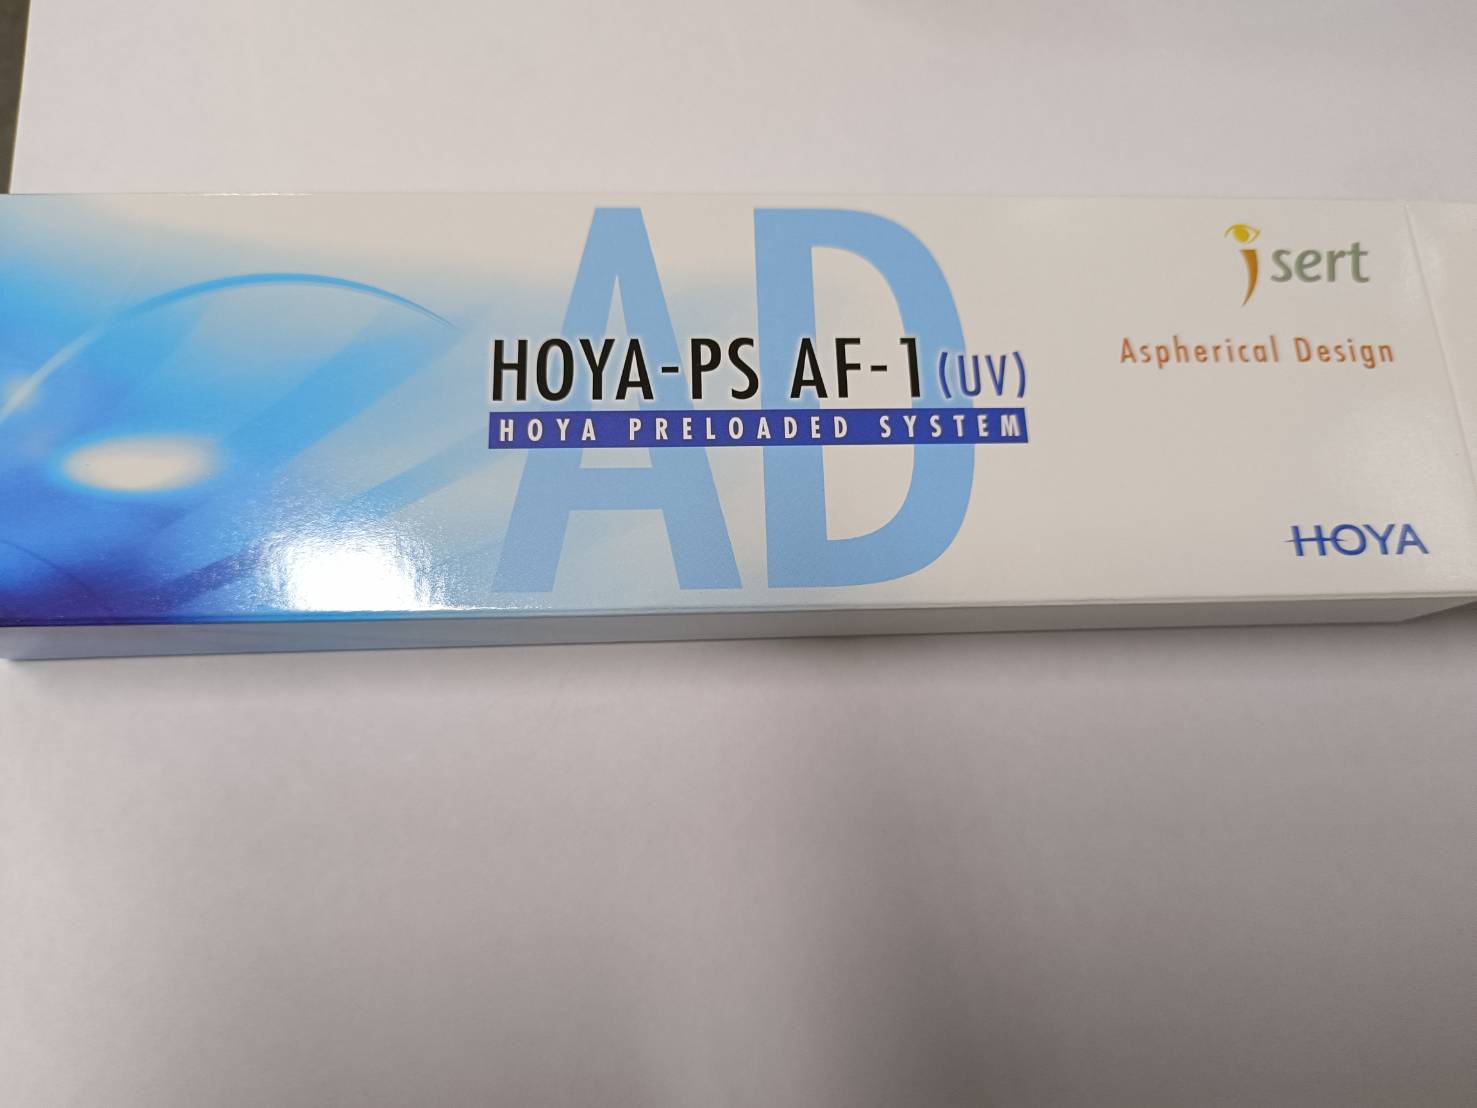 AD
HOYA-PS AF-1 (UV)
HOYA PRELOADED SYSTEM
isert
Aspherical Design
HOYA